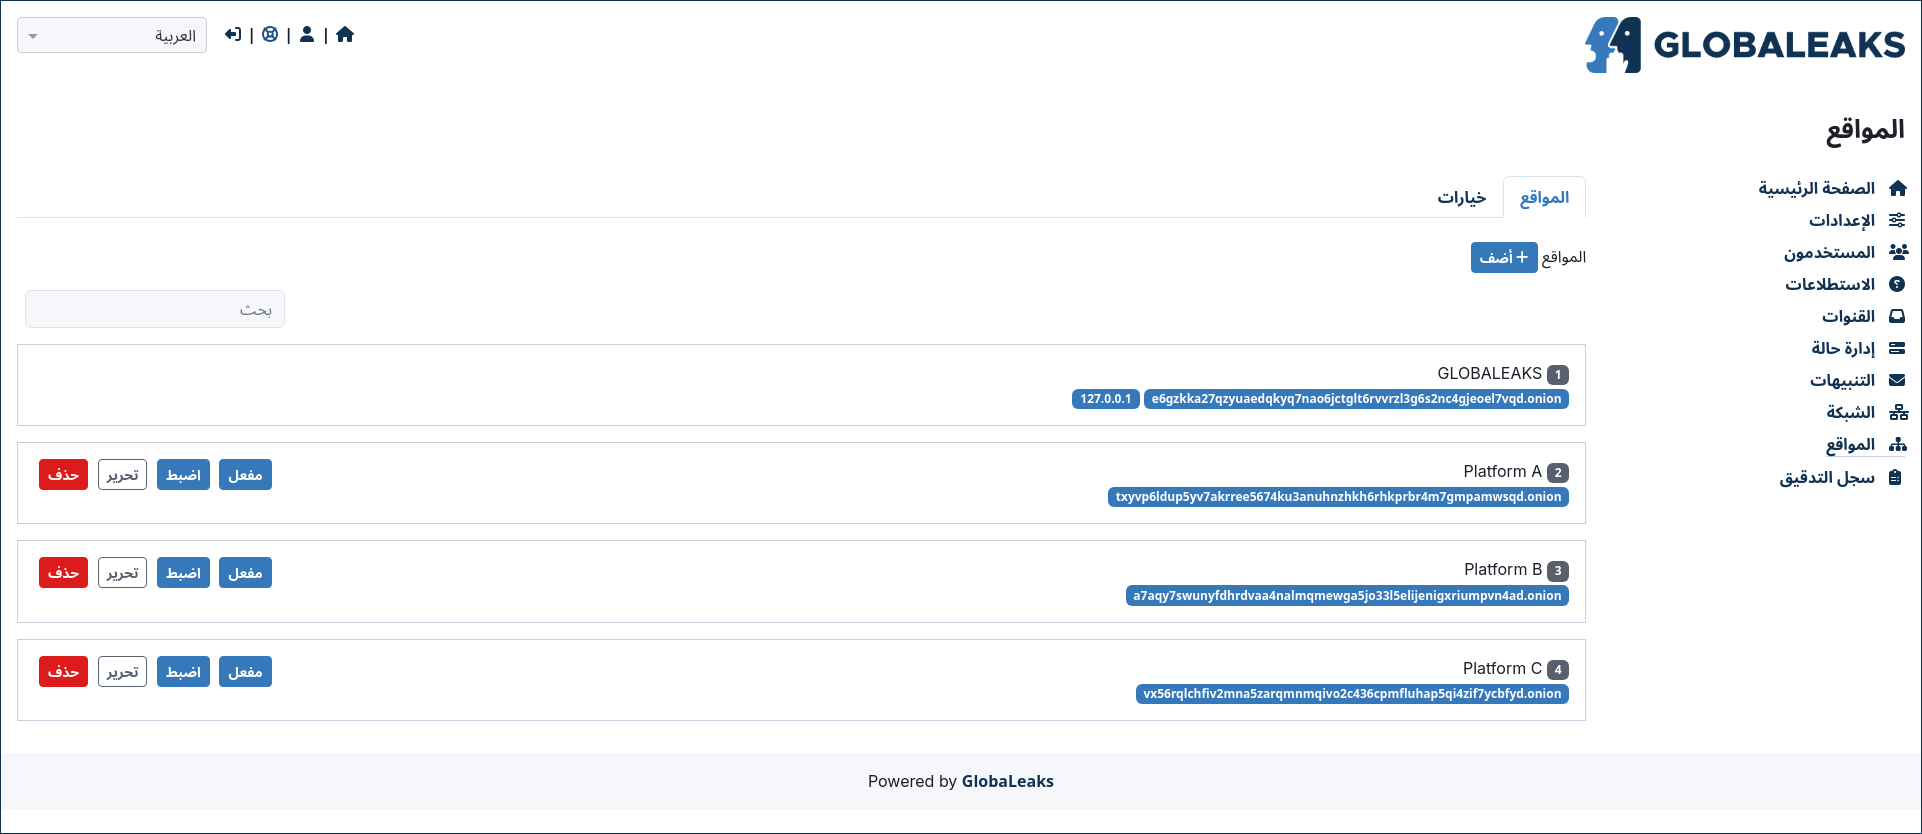 GLOBALEAKS
| | |
العربية
المواقع
الصفحة الرئيسية
الإعدادات
المستخدمون
الاستطلاعات
القنوات
إدارة حالة
التنبيهات
الشبكة
المواقع
سجل التدقيق
المواقع خيارات
المواقع + أضف
بحث
1 GLOBALEAKS
e6gzkka27qzyuaedqkyq7nao6jctglt6rvvrzl3g6s2nc4gjeoel7vqd.onion 127.0.0.1
2 Platform A
مفعل اضبط تحرير حذف
txyvp6ldup5yv7akrree5674ku3anuhnzhkh6rhkprbr4m7gmpamwsqd.onion
3 Platform B
مفعل اضبط تحرير حذف
a7aqy7swunyfdhrdvaa4nalmqmewga5jo33l5elijenigxriumpvn4ad.onion
4 Platform C
مفعل اضبط تحرير حذف
vx56rqlchfiv2mna5zarqmnmqivo2c436cpmfluhap5qi4zif7ycbfyd.onion
Powered by GlobaLeaks